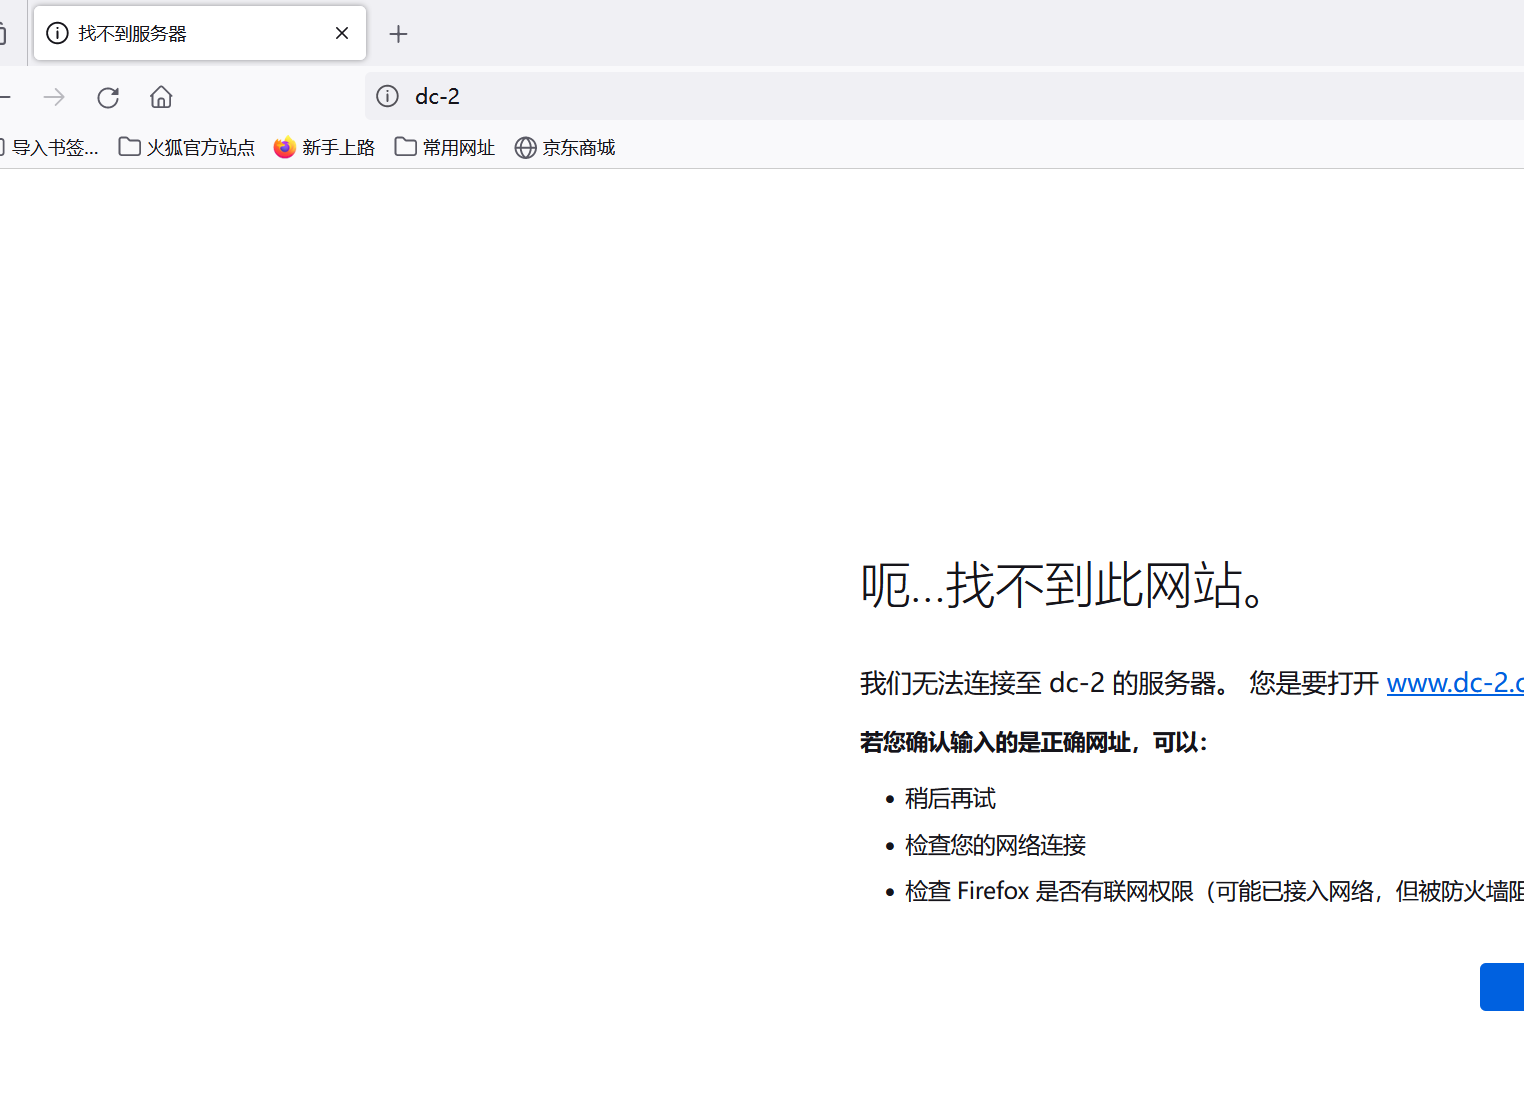 找不到服务器
dc-2
导入书签... 火狐官方站点 新手上路 常用网址 京东商城
呃...找不到此网站。
我们无法连接至 dc-2 的服务器。 您是要打开 www.dc-2.
若您确认输入的是正确网址，可以：
• 稍后再试
• 检查您的网络连接
• 检查 Firefox 是否有联网权限（可能已接入网络，但被防火墙阻